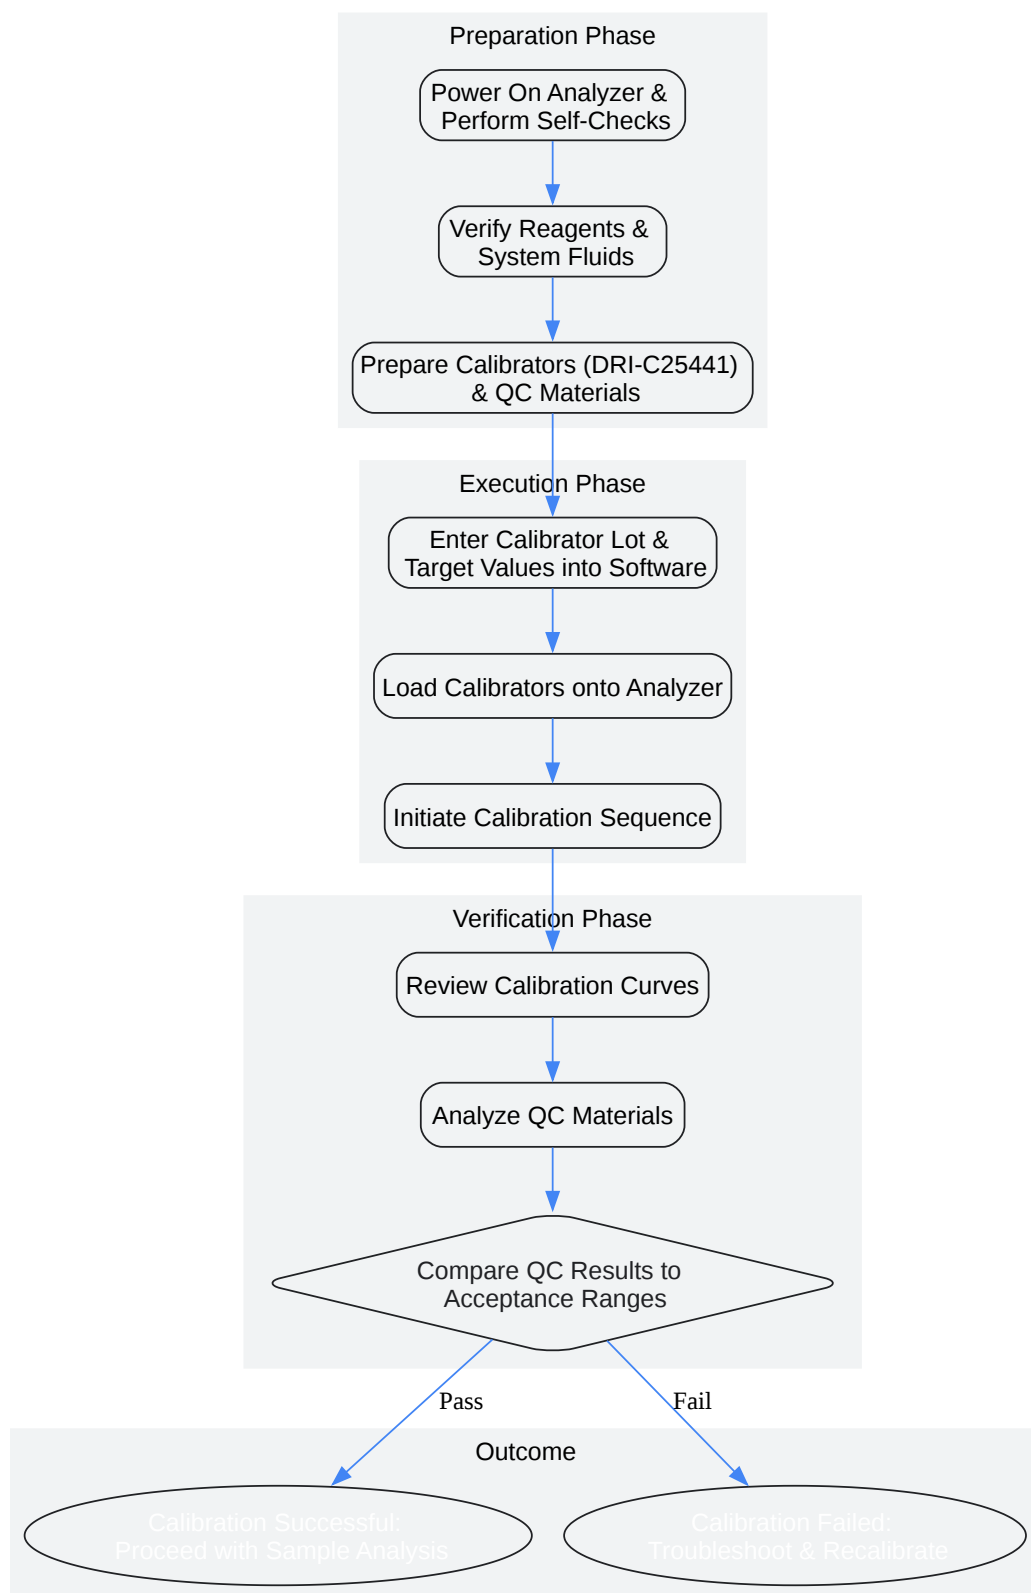 Preparation Phase
Power On Analyzer &
Perform Self-Checks
Verify Reagents &
System Fluids
Prepare Calibrators (DRI-C25441)
& QC Materials
Execution Phase
Enter Calibrator Lot &
Target Values into Software
Load Calibrators onto Analyzer
Initiate Calibration Sequence
Verification Phase
Review Calibration Curves
Analyze QC Materials
Compare QC Results to
Acceptance Ranges
Pass
Fail
Outcome
Calibration Successful:
Proceed with Sample Analysis
Calibration Failed:
Troubleshoot & Recalibrate